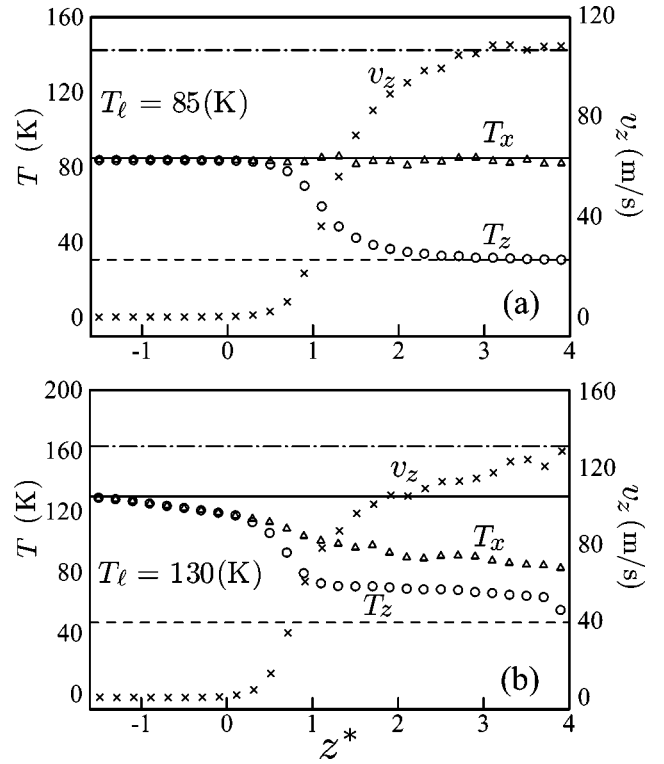 160
120
80
40
0
T (K)
120
80
40
0
v_z (m/s)
T_ℓ = 85(K)
v_z
T_x
T_z
(a)
-1 0 1 2 3 4
200
160
120
80
40
0
T (K)
160
120
80
40
0
v_z (m/s)
v_z
T_x
T_ℓ = 130(K)
T_z
(b)
-1 0 1 2 3 4
z*